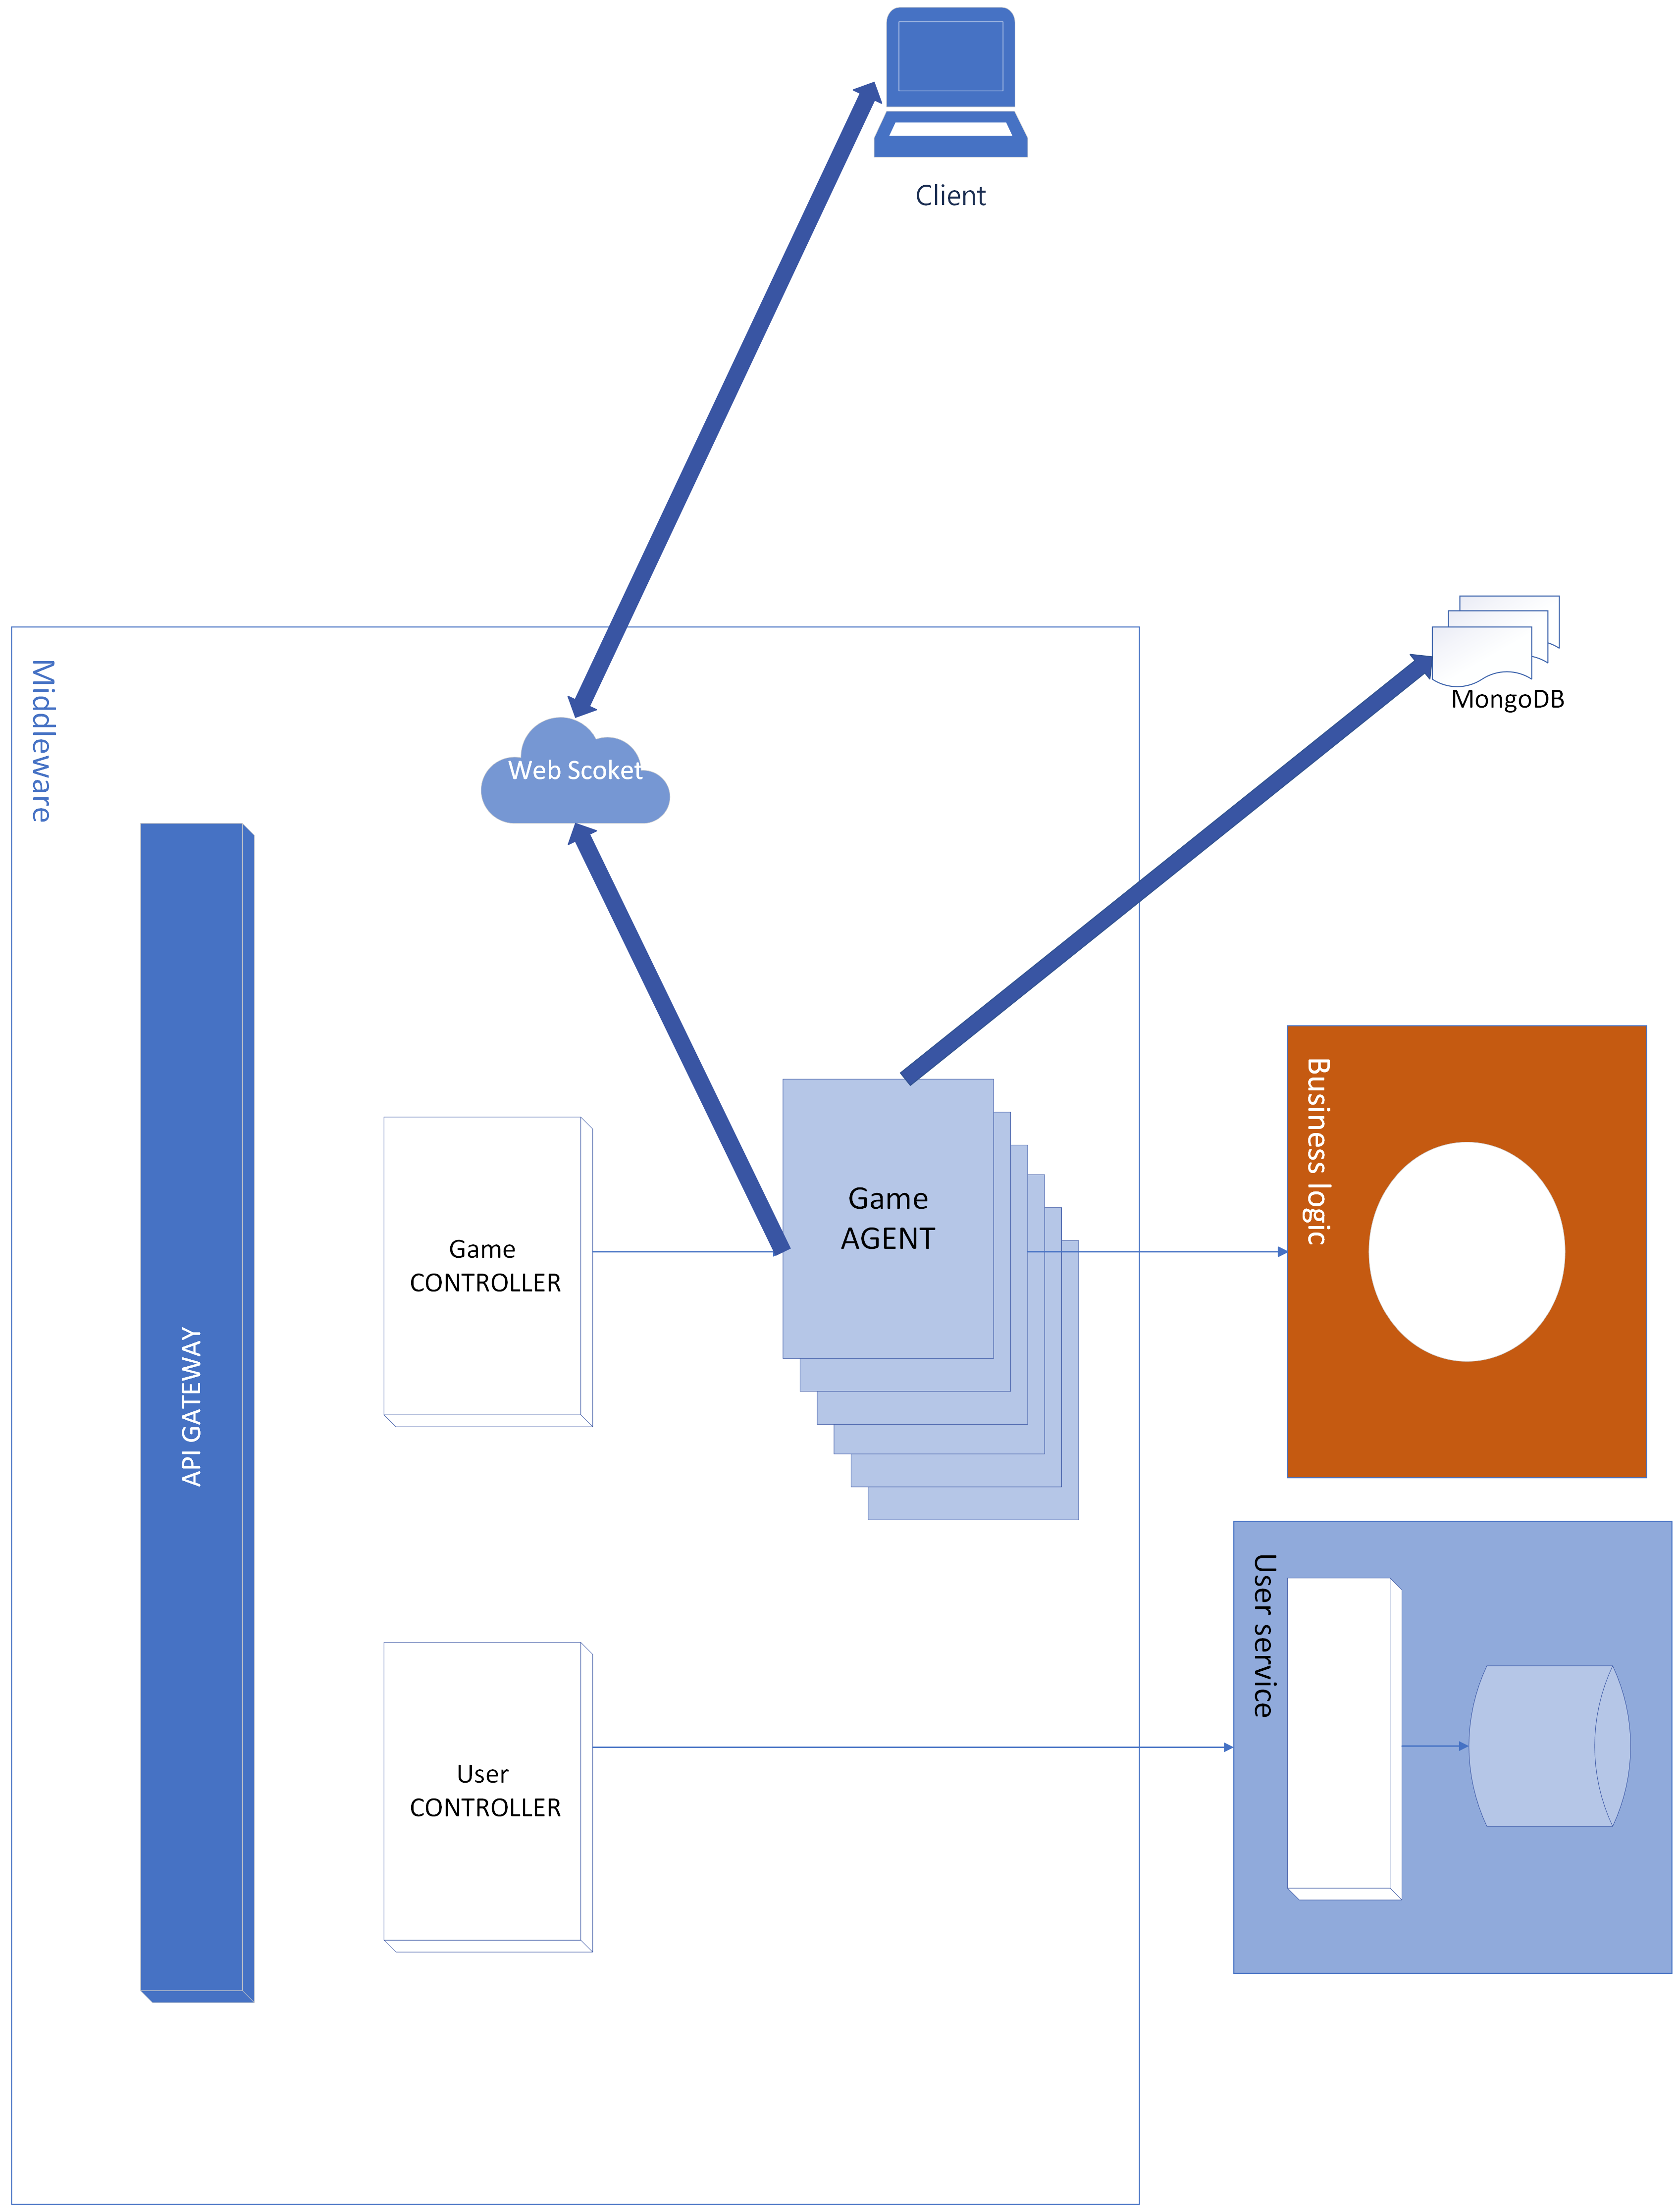 Client
MongoDB
Middleware
Web Scoket
API GATEWAY
Game
CONTROLLER
Game
AGENT
Business logic
User service
User
CONTROLLER